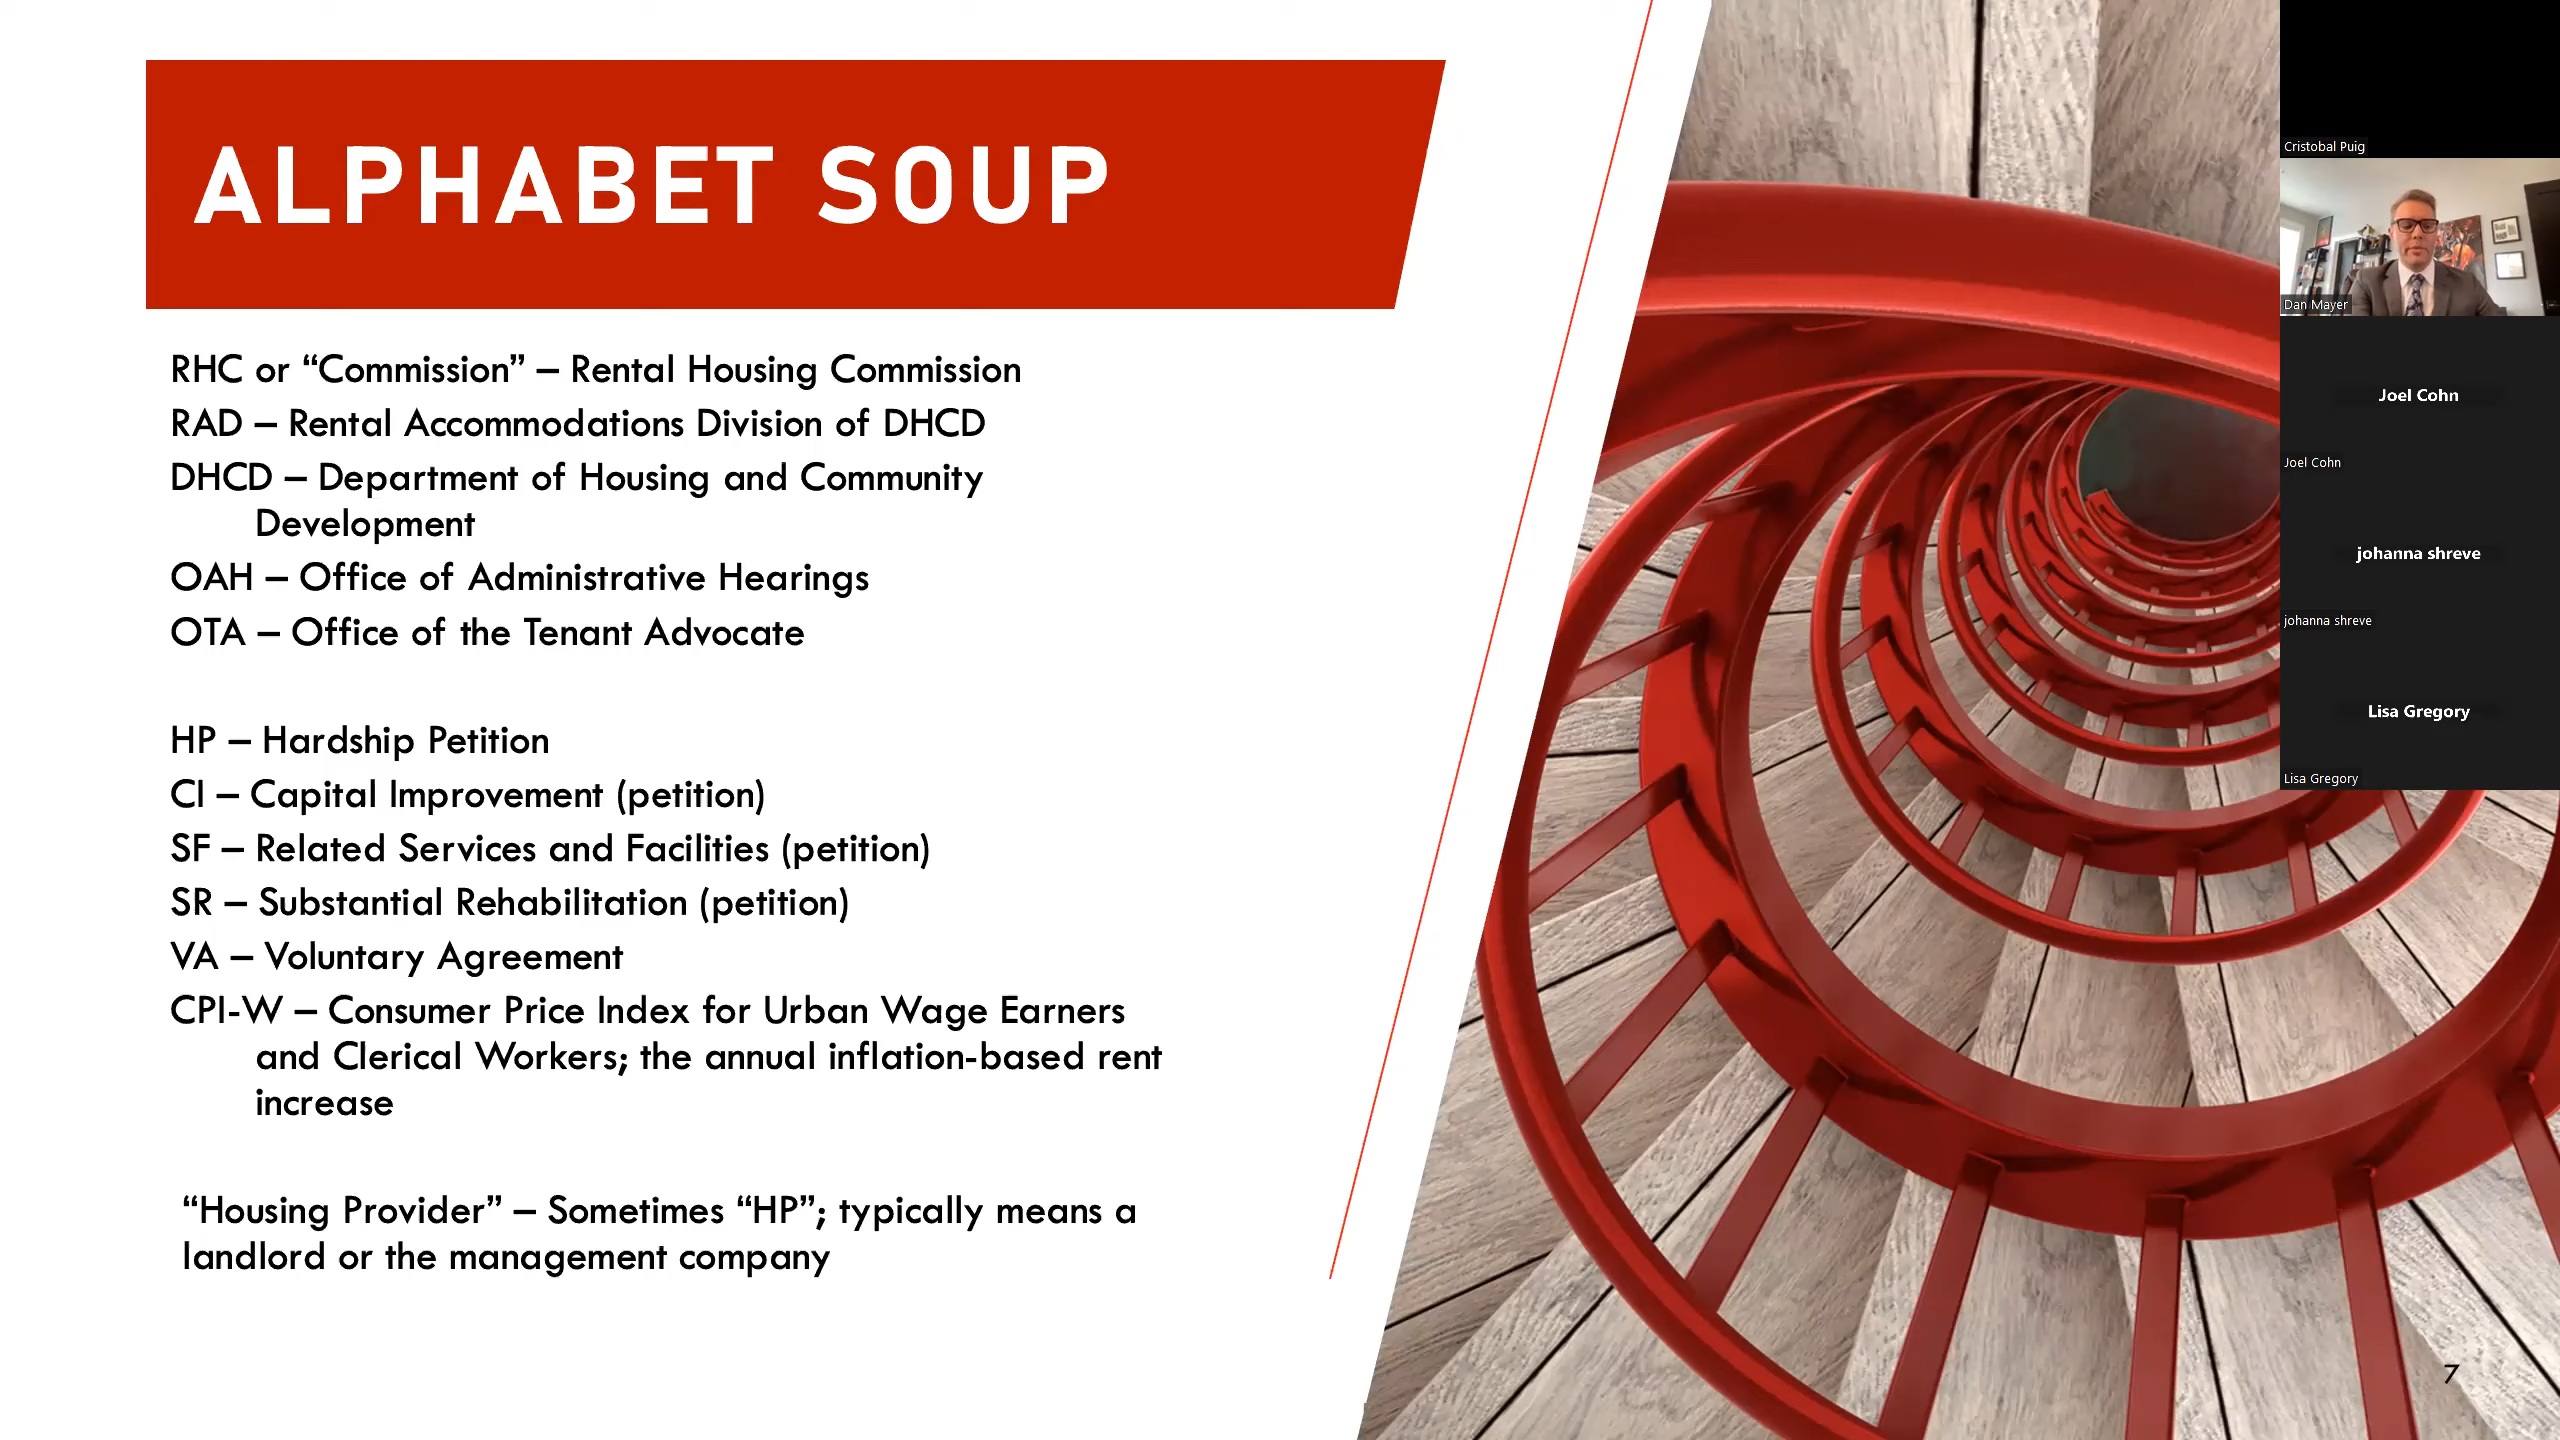 ALPHABET SOUP
RHC or “Commission” – Rental Housing Commission
RAD – Rental Accommodations Division of DHCD
DHCD – Department of Housing and Community
Development
OAH – Office of Administrative Hearings
OTA – Office of the Tenant Advocate
HP – Hardship Petition
CI – Capital Improvement (petition)
SF – Related Services and Facilities (petition)
SR – Substantial Rehabilitation (petition)
VA – Voluntary Agreement
CPI-W – Consumer Price Index for Urban Wage Earners
and Clerical Workers; the annual inflation-based rent
increase
“Housing Provider” – Sometimes “HP”; typically means a
landlord or the management company
7
Cristobal Puig
Dan Mayer
Joel Cohn
Joel Cohn
johanna shreve
johanna shreve
Lisa Gregory
Lisa Gregory